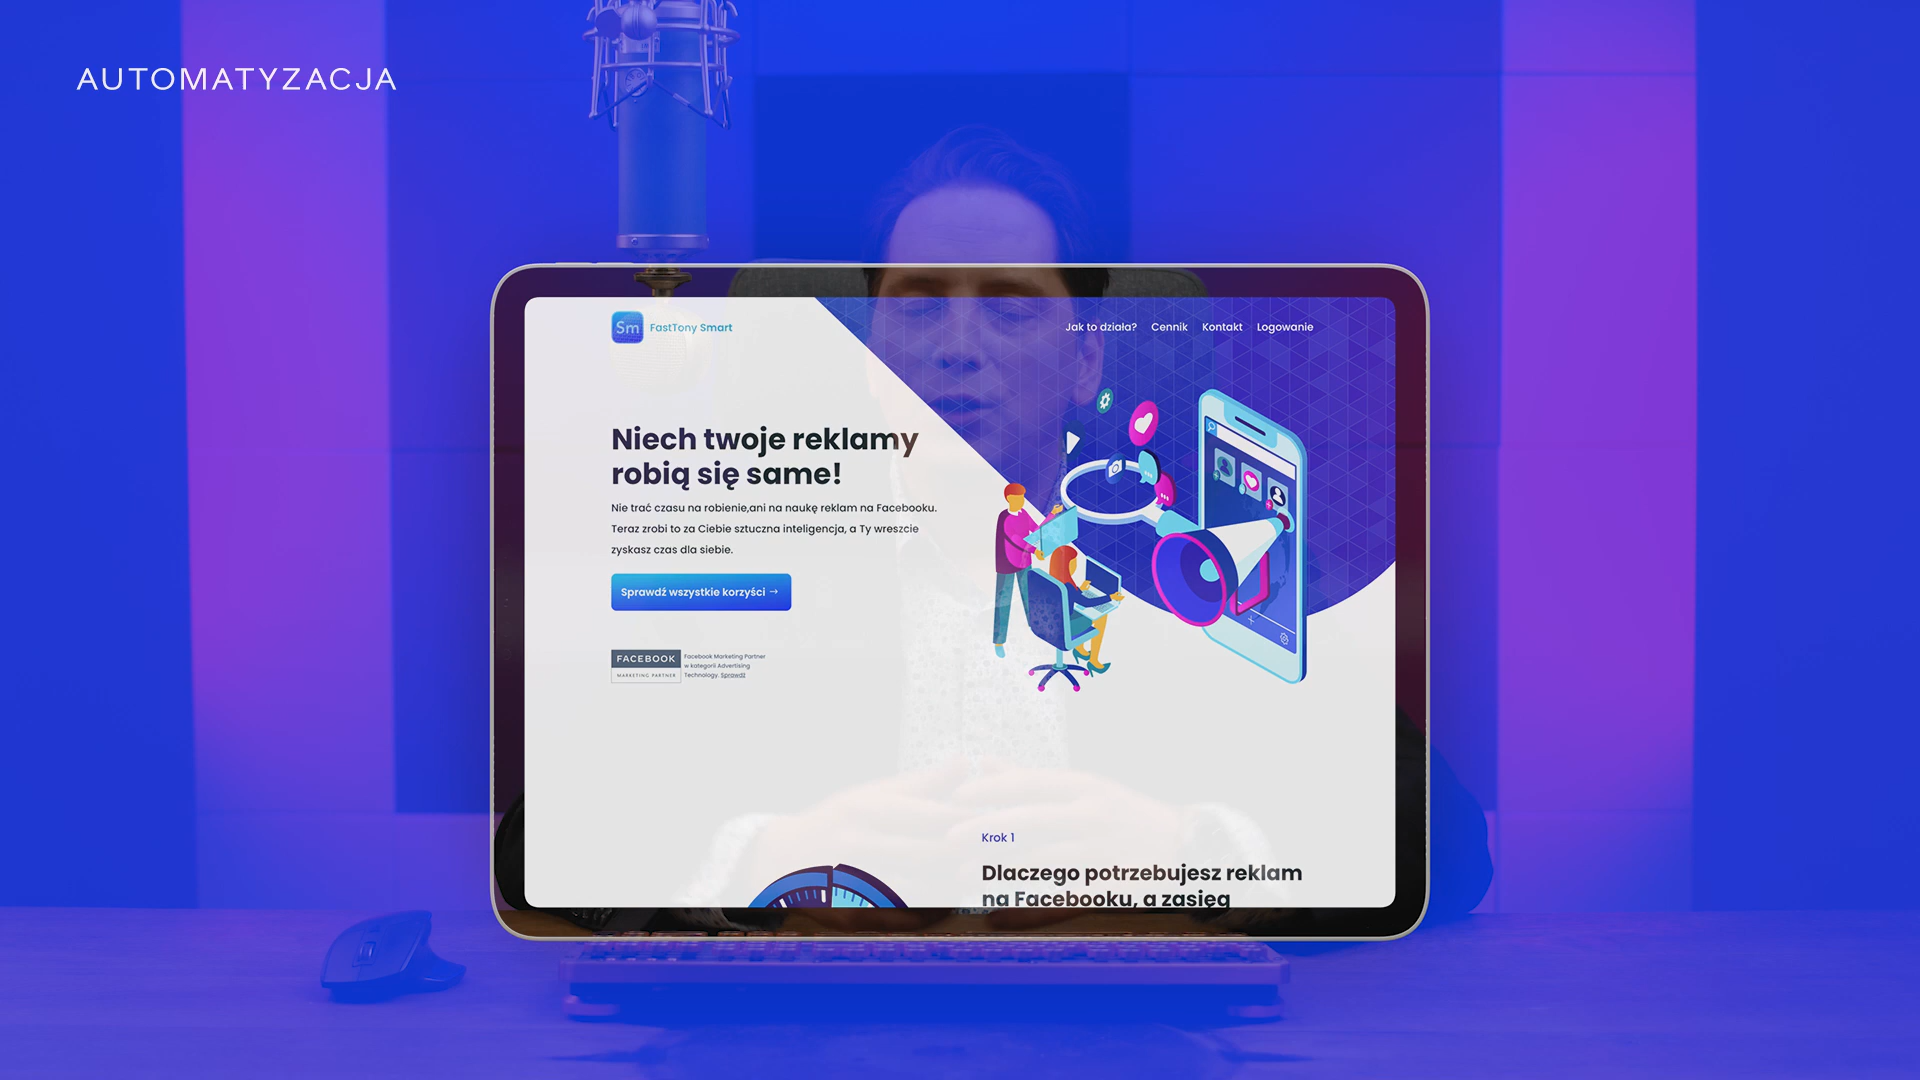 AUTOMATYZACJA
Sm FastTony Smart
Jak to działa? Cennik Kontakt Logowanie
Niech twoje reklamy
robią się same!
Nie trać czasu na robienie,ani na naukę reklam na Facebooku.
Teraz zrobi to za Ciebie sztuczna inteligencja, a Ty wreszcie
zyskasz czas dla siebie.
Sprawdź wszystkie korzyści →
FACEBOOK
MARKETING PARTNER
Facebook Marketing Partner
w kategorii Advertising
Technology. Sprawdź
Krok 1
Dlaczego potrzebujesz reklam
na Facebooku, a zasięg